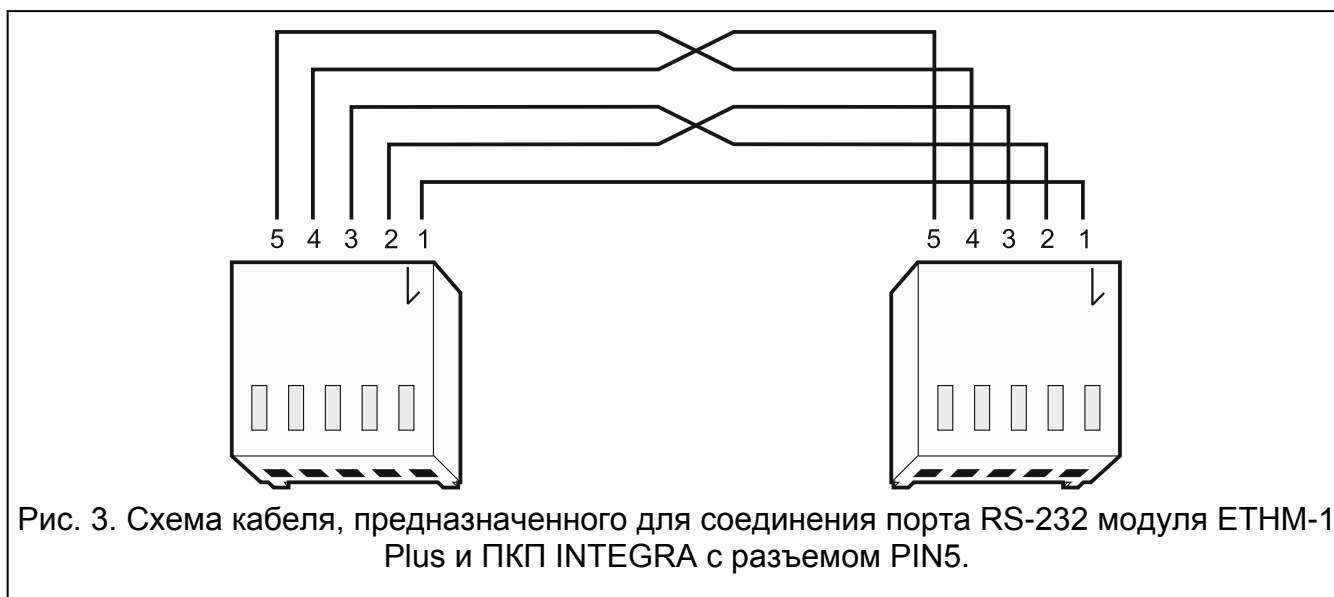 5 4 3 2 1 5 4 3 2 1
Рис. 3. Схема кабеля, предназначенного для соединения порта RS-232 модуля ETHM-1
Plus и ПКП INTEGRA с разъемом PIN5.